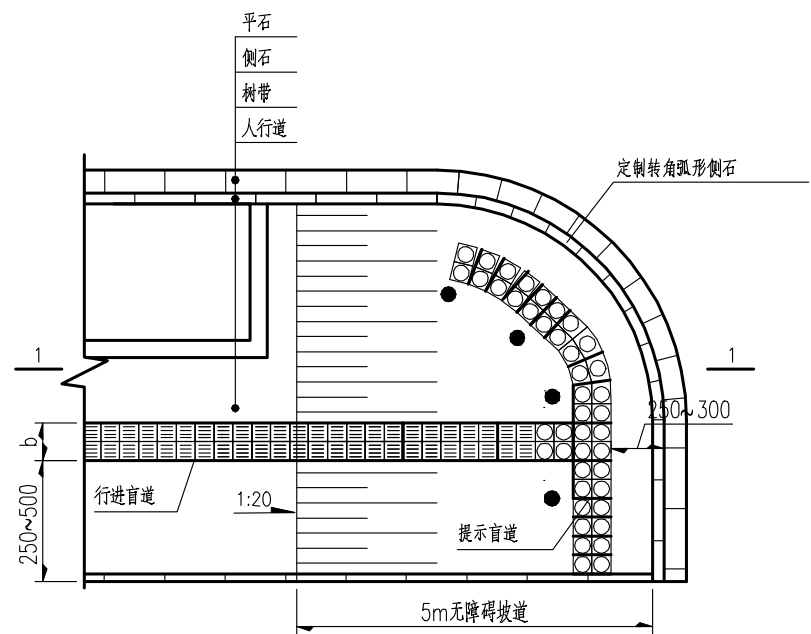 平石
侧石
树带
人行道
定制转角弧形侧石
1
1
250~300
b
行进盲道
1:20
提示盲道
250~500
5m无障碍坡道